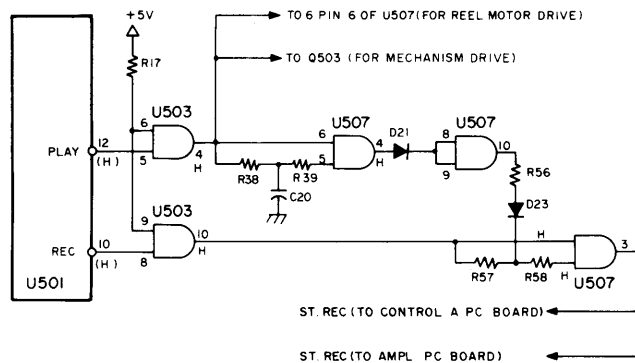 TO 6 PIN 6 OF U507(FOR REEL MOTOR DRIVE)
+5V
TO Q503 (FOR MECHANISM DRIVE)
R17
U503
6
U507
D21
U507
PLAY
12
(H)
5
4
H
6
5
4
H
8
9
10
R38
R39
R56
C20
D23
U503
9
REC
10
(H)
8
10
H
H
3
R57
R58
H
U501
U507
ST. REC (TO CONTROL A PC BOARD)
ST. REC (TO AMPL PC BOARD)